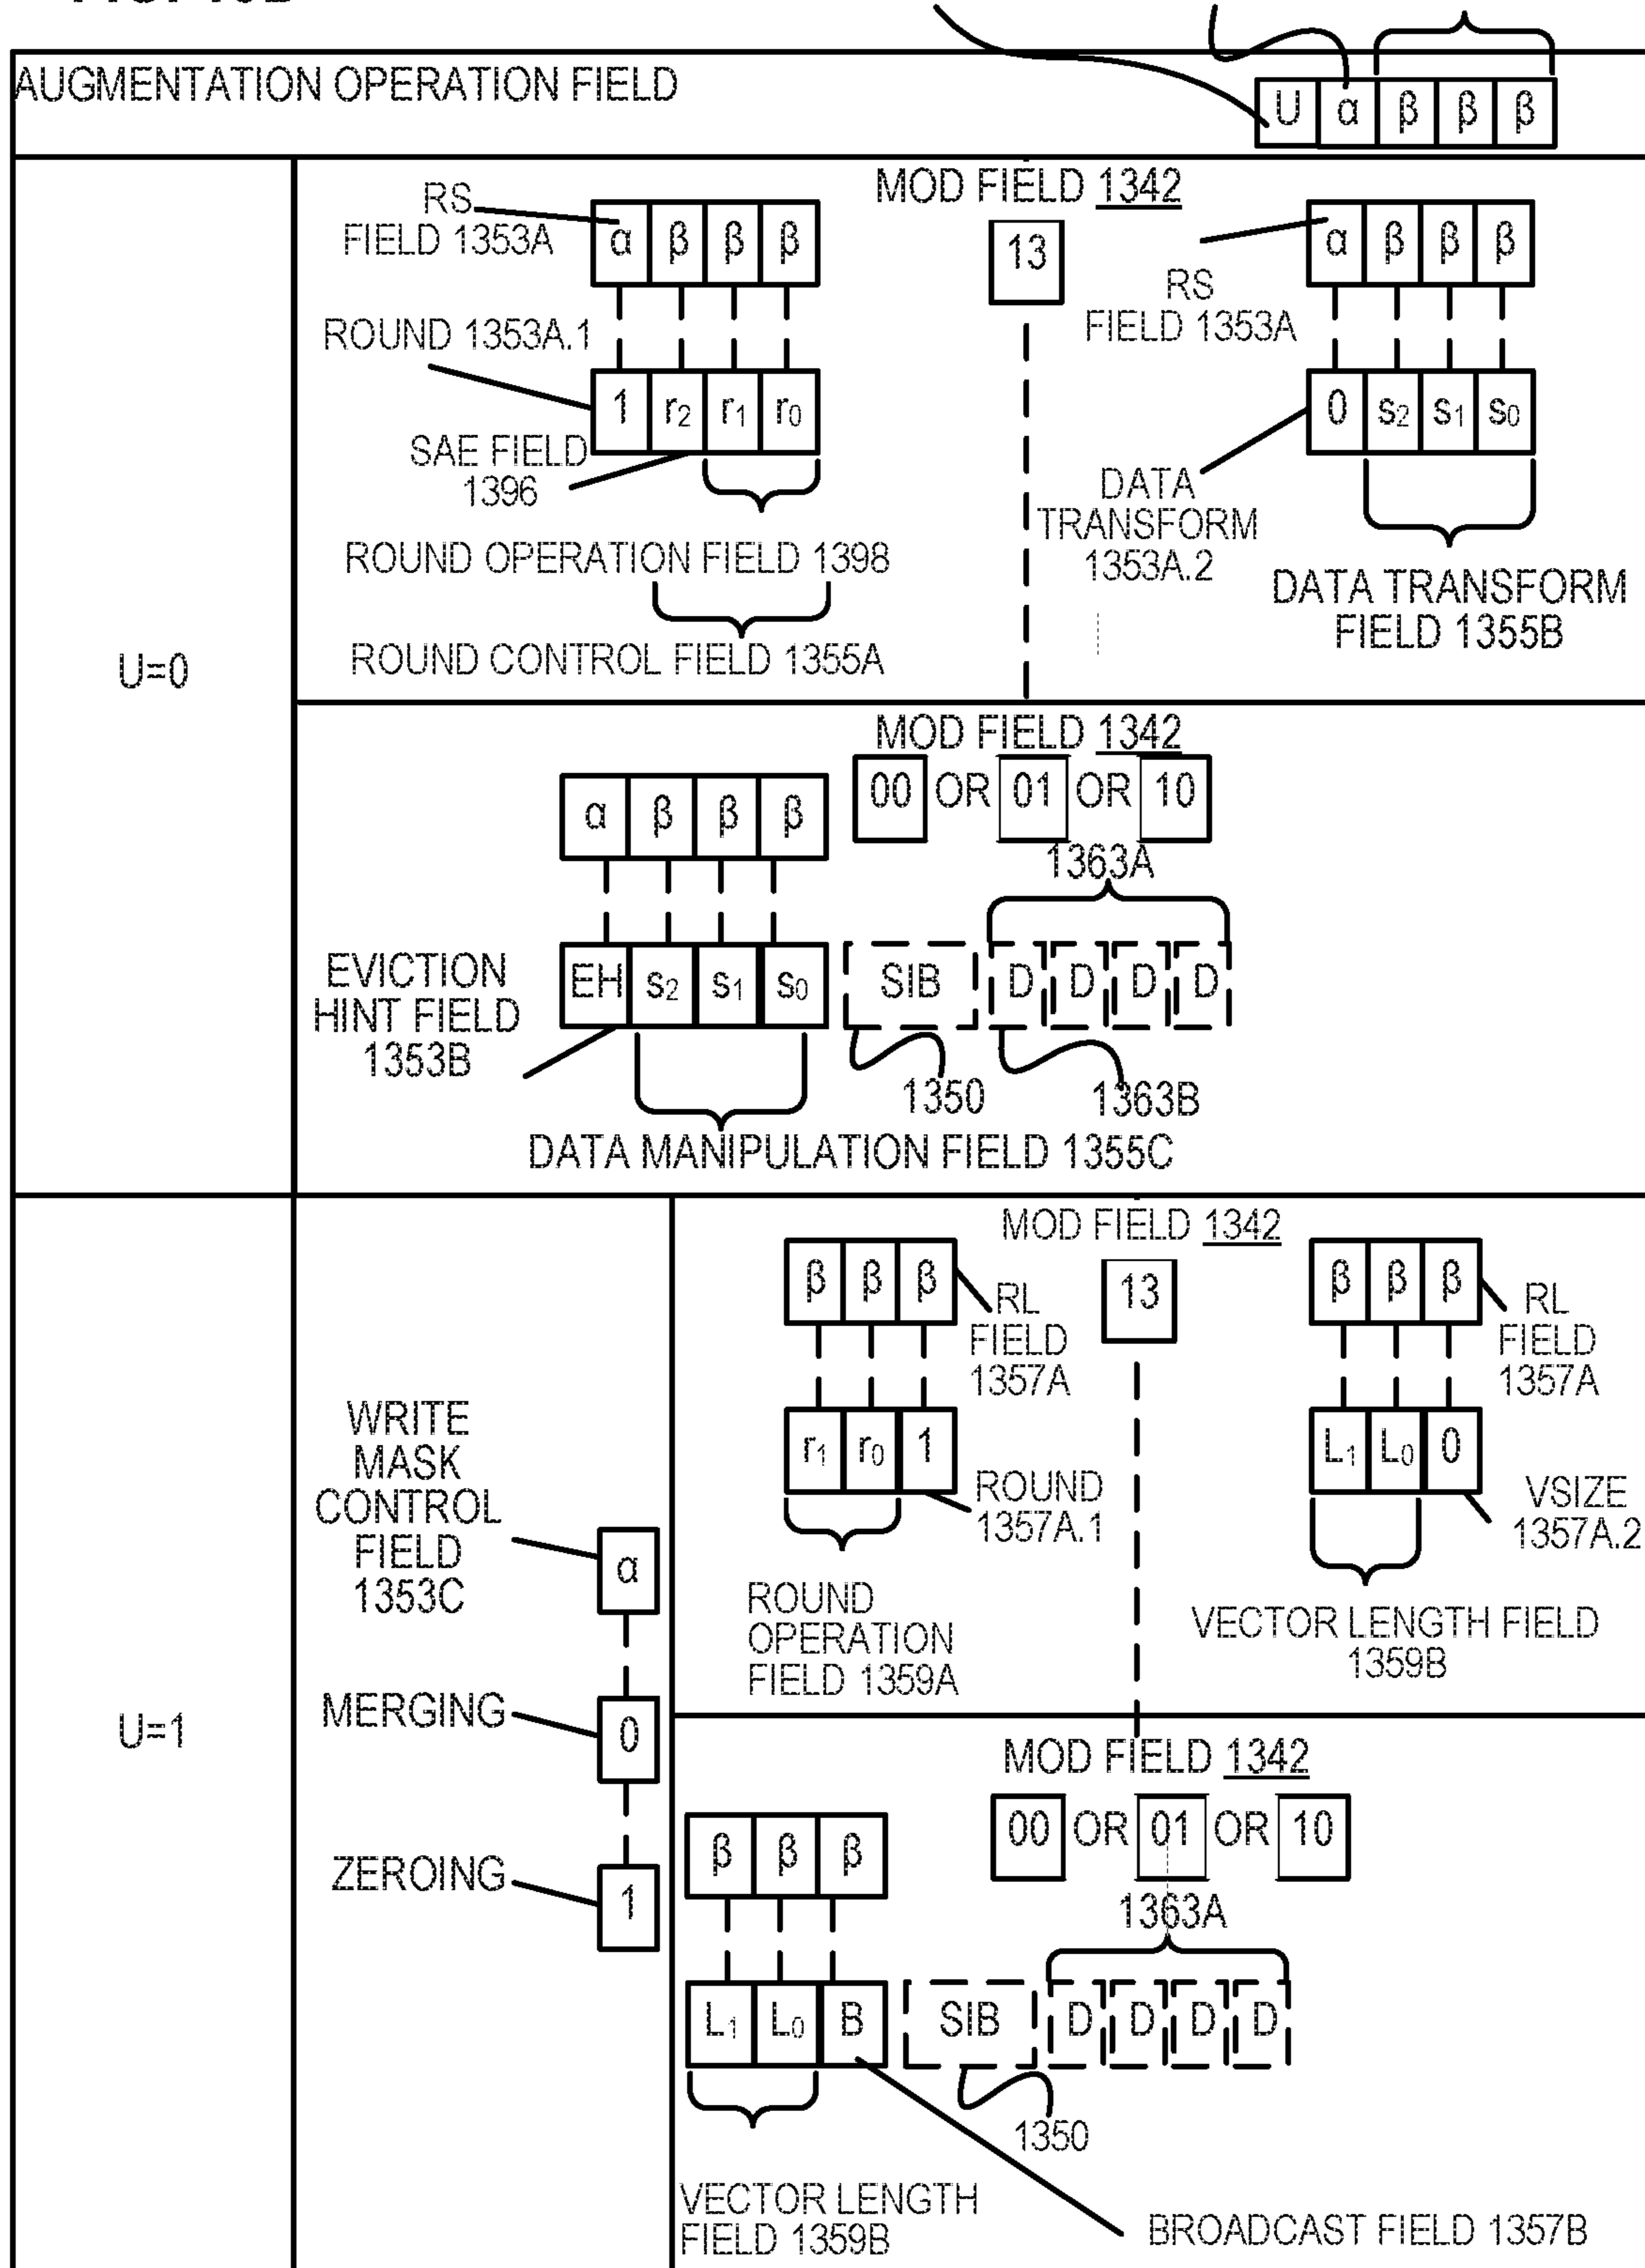 AUGMENTATION OPERATION FIELD
U α β β β
MOD FIELD 1342
RS
FIELD 1353A
α β β β
13
α β β β
RS
FIELD 1353A
ROUND 1353A.1
1 r2 r1 r0
0 s2 s1 s0
SAE FIELD
1396
DATA
TRANSFORM
1353A.2
ROUND OPERATION FIELD 1398
DATA TRANSFORM
FIELD 1355B
ROUND CONTROL FIELD 1355A
U=0
MOD FIELD 1342
α β β β
00 OR 01 OR 10
1363A
EVICTION
HINT FIELD
1353B
EH s2 s1 s0 SIB D D D D
1350
1363B
DATA MANIPULATION FIELD 1355C
U=1
WRITE
MASK
CONTROL
FIELD
1353C
α
MERGING 0
ZEROING 1
MOD FIELD 1342
β β β
RL
FIELD
1357A
13
β β β
RL
FIELD
1357A
r1 r0 1
ROUND
1357A.1
L1 L0 0
VSIZE
1357A.2
ROUND
OPERATION
FIELD 1359A
VECTOR LENGTH FIELD
1359B
MOD FIELD 1342
β β β
00 OR 01 OR 10
1363A
L1 L0 B SIB D D D D
1350
VECTOR LENGTH
FIELD 1359B
BROADCAST FIELD 1357B